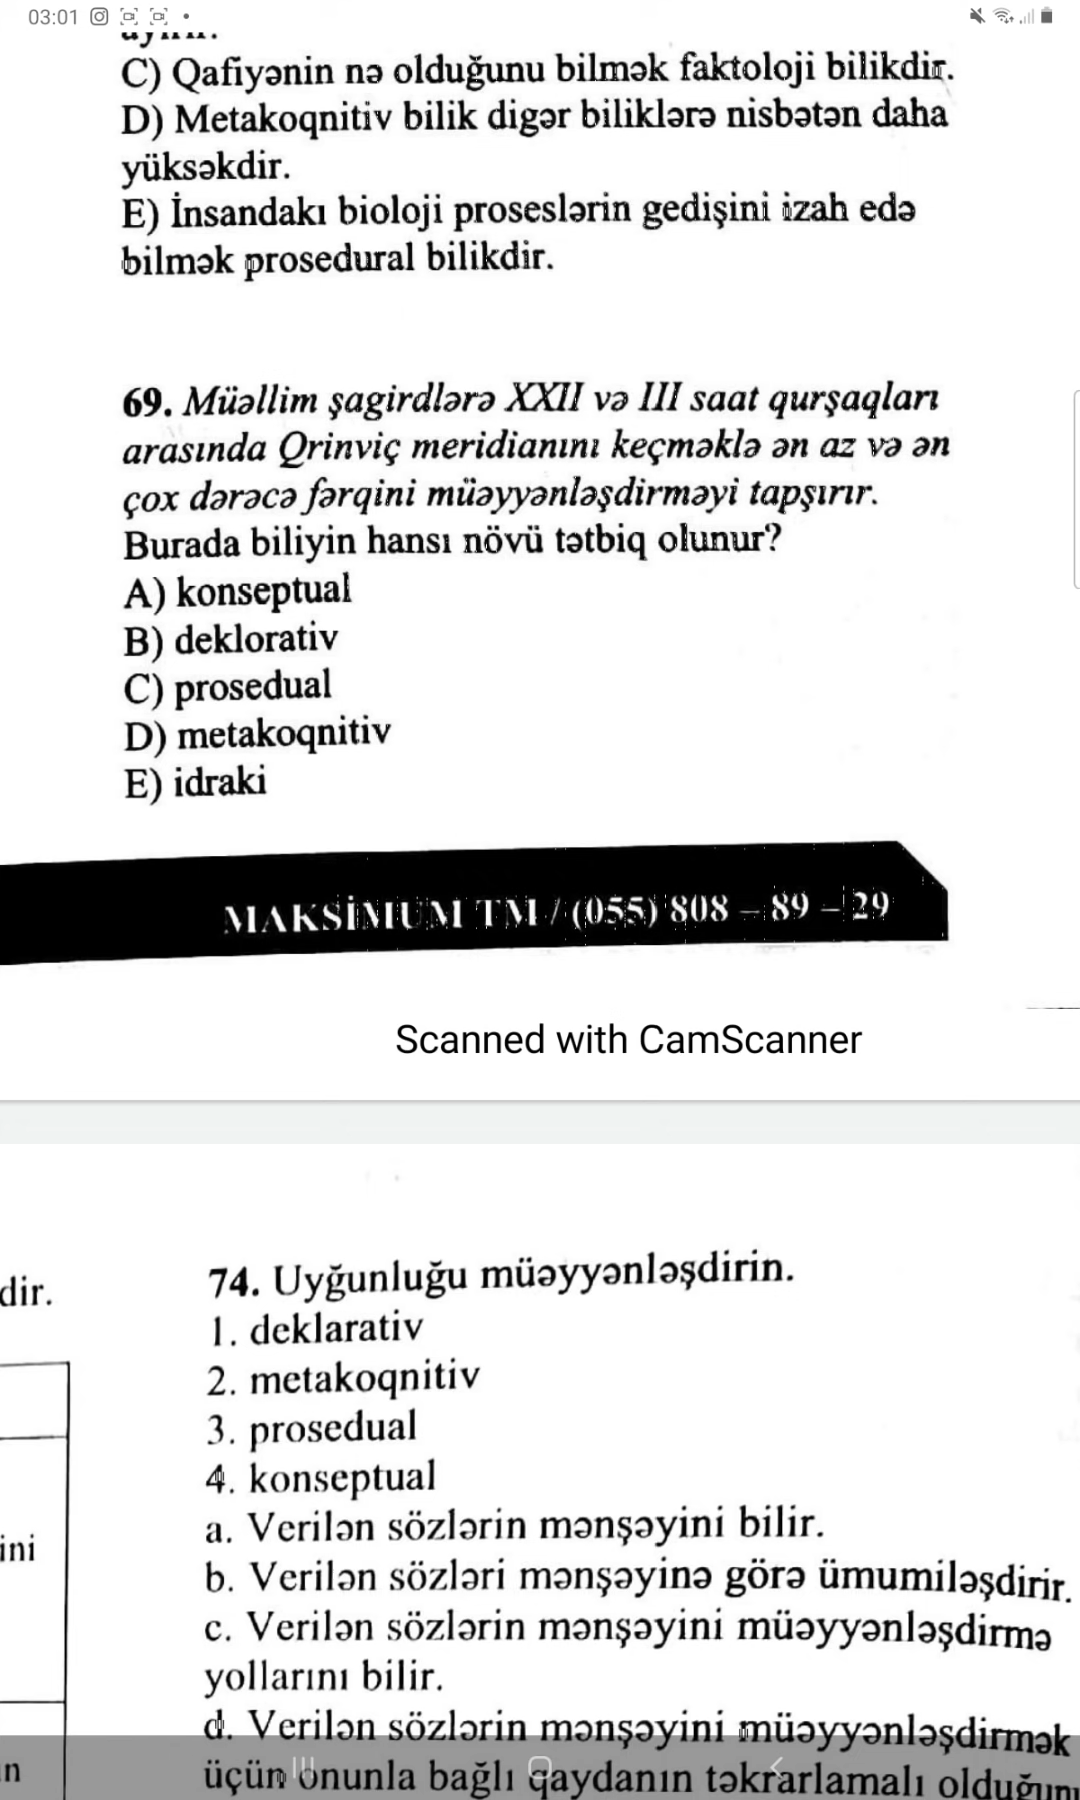 03:01
C) Qafiyənin nə olduğunu bilmək faktoloji bilikdir.
D) Metakoqnitiv bilik digər biliklərə nisbətən daha
yüksəkdir.
E) İnsandakı bioloji proseslərin gedişini izah edə
bilmək prosedural bilikdir.
69. Müəllim şagirdlərə XXII və III saat qurşaqları
arasında Qrinviç meridianını keçməklə ən az və ən
çox dərəcə fərqini müəyyənləşdirməyi tapşırır.
Burada biliyin hansı növü tətbiq olunur?
A) konseptual
B) deklorativ
C) prosedual
D) metakoqnitiv
E) idraki
MAKSİMUM TM / (055) 808 – 89 – 29
Scanned with CamScanner
dir.
ini
n
74. Uyğunluğu müəyyənləşdirin.
1. deklarativ
2. metakoqnitiv
3. prosedual
4. konseptual
a. Verilən sözlərin mənşəyini bilir.
b. Verilən sözləri mənşəyinə görə ümumiləşdirir.
c. Verilən sözlərin mənşəyini müəyyənləşdirmə
yollarını bilir.
d. Verilən sözlərin mənşəyini müəyyənləşdirmək
üçün onunla bağlı qaydanın təkrarlamalı olduğunu